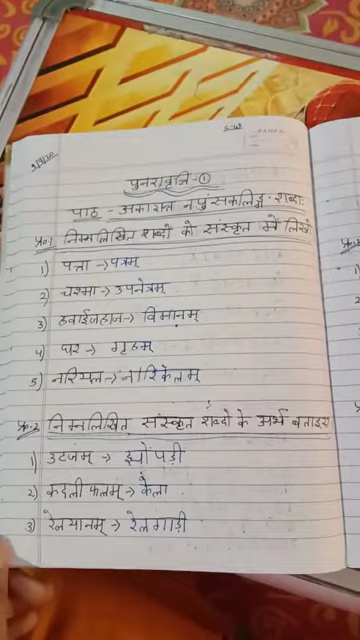 पुनरावृत्ति-①
पाठ - अकारान्त नपुंसकलिङ्ग शब्दाः
प्र०1 निम्नलिखित शब्दों को संस्कृत में लिखो
1) पत्ता → पत्रम्
2) चश्मा → उपनेत्रम्
3) हवाईजहाज → विमानम्
4) घर → गृहम्
5) नारियल → नारिकेलम्
प्र०2 निम्नलिखित संस्कृत शब्दों के अर्थ बताइए
1) उटजम् → झोंपड़ी
2) कदलीफलम् → केला
3) रेलयानम् → रेलगाड़ी